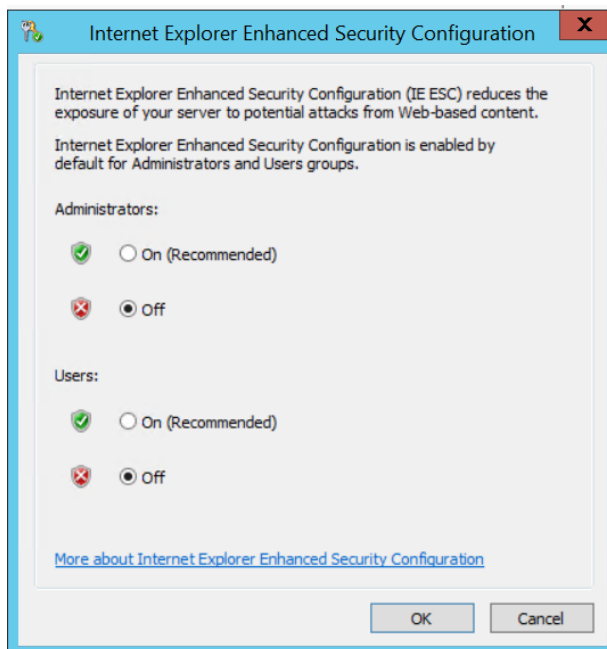 Internet Explorer Enhanced Security Configuration
X
Internet Explorer Enhanced Security Configuration (IE ESC) reduces the
exposure of your server to potential attacks from Web-based content.
Internet Explorer Enhanced Security Configuration is enabled by
default for Administrators and Users groups.
Administrators:
On (Recommended)
Off
Users:
On (Recommended)
Off
More about Internet Explorer Enhanced Security Configuration
OK
Cancel